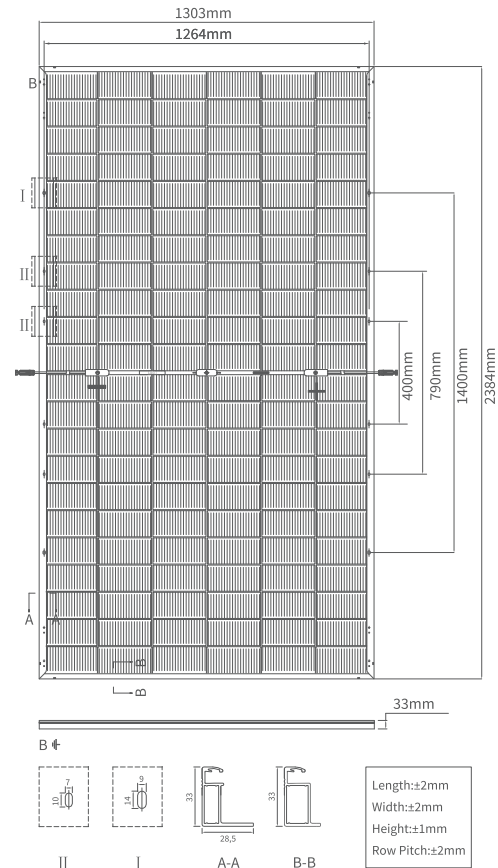 1303mm
1264mm
B
I
II
II
400mm
790mm
1400mm
2384mm
A
A
B
B
33mm
B
7
10
9
14
33
28,5
33
II
I
A-A
B-B
Length:±2mm
Width:±2mm
Height:±1mm
Row Pitch:±2mm